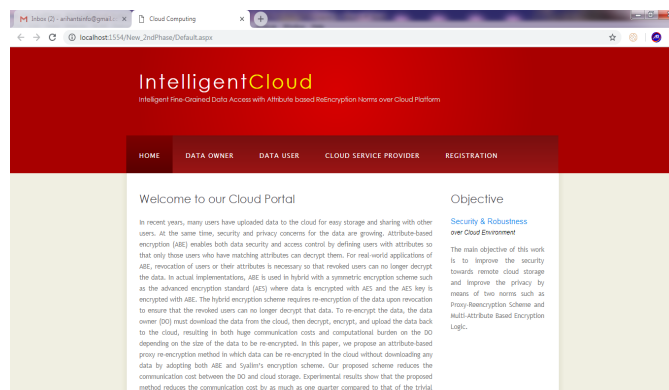 Inbox (2) - arihantsinfo@gmail.c
Cloud Computing
localhost:1554/New_2ndPhase/Default.aspx
IntelligentCloud
Intelligent Fine-Grained Data Access with Attribute based ReEncryption Norms over Cloud Platform
HOME DATA OWNER DATA USER CLOUD SERVICE PROVIDER REGISTRATION
Welcome to our Cloud Portal
In recent years, many users have uploaded data to the cloud for easy storage and sharing with other
users. At the same time, security and privacy concerns for the data are growing. Attribute-based
encryption (ABE) enables both data security and access control by defining users with attributes so
that only those users who have matching attributes can decrypt them. For real-world applications of
ABE, revocation of users or their attributes is necessary so that revoked users can no longer decrypt
the data. In actual implementations, ABE is used in hybrid with a symmetric encryption scheme such
as the advanced encryption standard (AES) where data is encrypted with AES and the AES key is
encrypted with ABE. The hybrid encryption scheme requires re-encryption of the data upon revocation
to ensure that the revoked users can no longer decrypt that data. To re-encrypt the data, the data
owner (DO) must download the data from the cloud, then decrypt, encrypt, and upload the data back
to the cloud, resulting in both huge communication costs and computational burden on the DO
depending on the size of the data to be re-encrypted. In this paper, we propose an attribute-based
proxy re-encryption method in which data can be re-encrypted in the cloud without downloading any
data by adopting both ABE and Syalim's encryption scheme. Our proposed scheme reduces the
communication cost between the DO and cloud storage. Experimental results show that the proposed
method reduces the communication cost by as much as one quarter compared to that of the trivial
Objective
Security & Robustness
over Cloud Environment
The main objective of this work
is to improve the security
towards remote cloud storage
and improve the privacy by
means of two norms such as
Proxy-Reencryption Scheme and
Multi-Attribute Based Encryption
Logic.